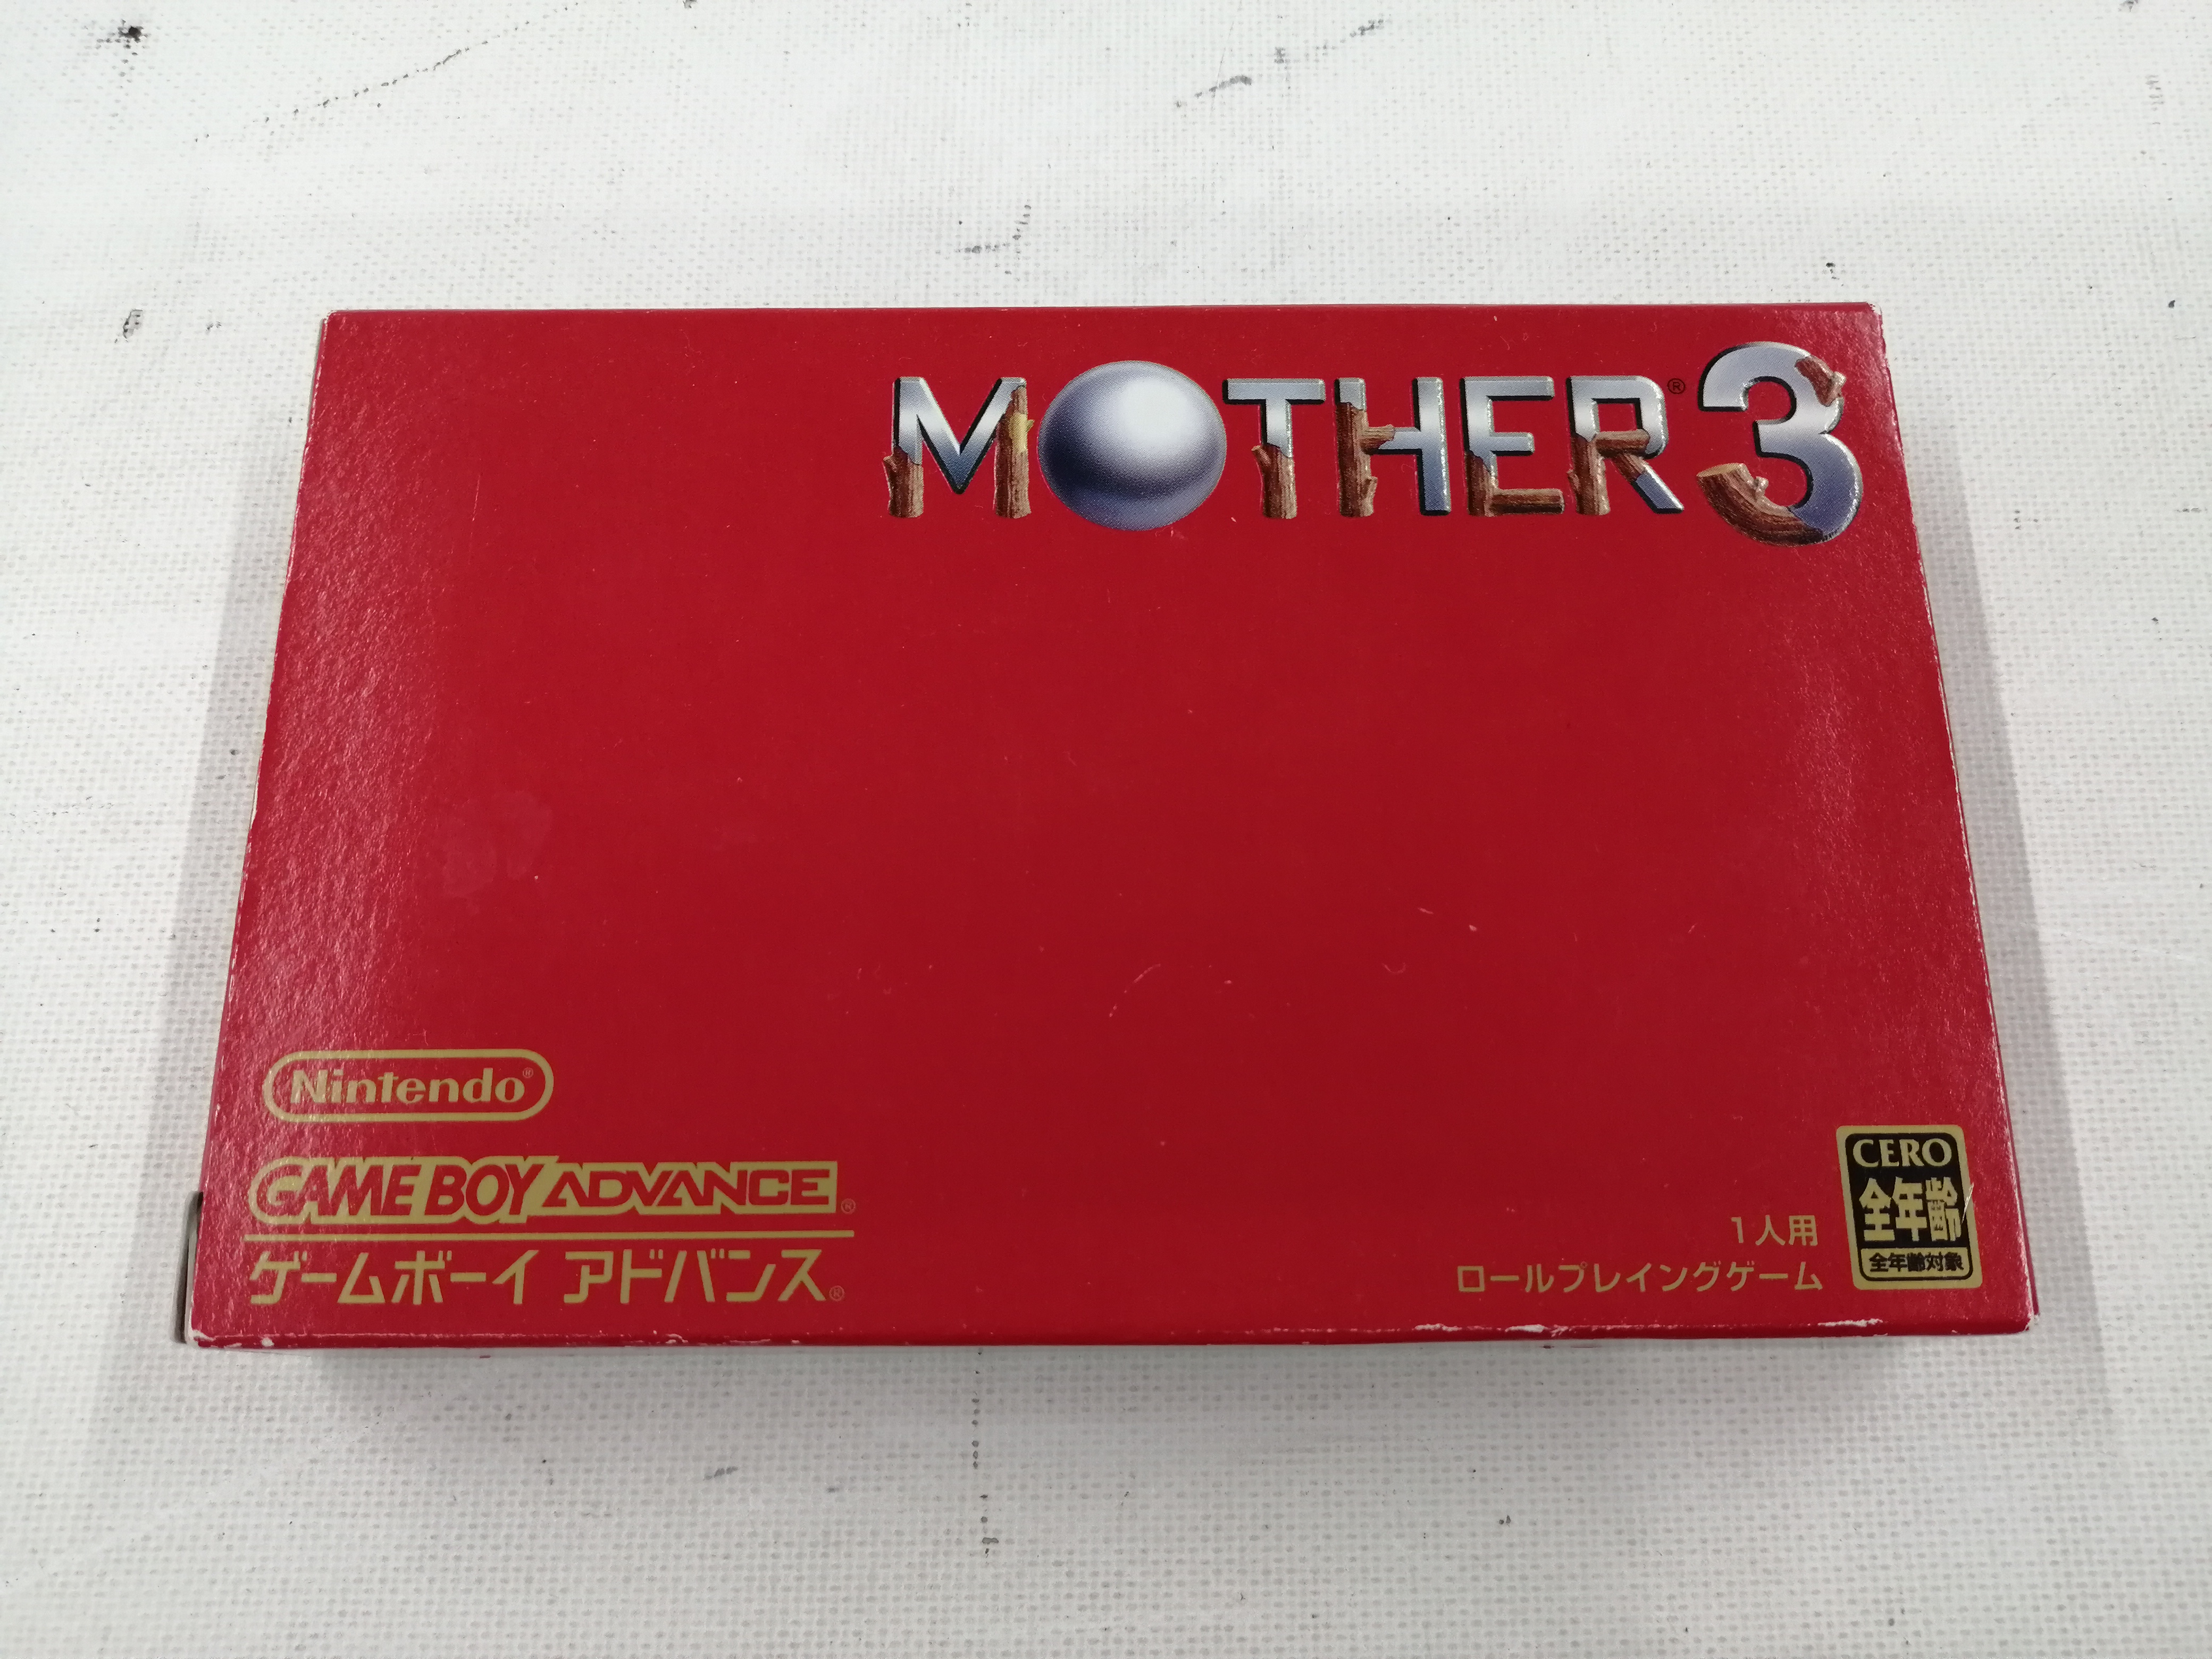 MOTHER® 3
Nintendo®
GAME BOY ADVANCE®
ゲームボーイ アドバンス®
1人用
ロールプレイングゲーム
CERO
全年齢
全年齢対象